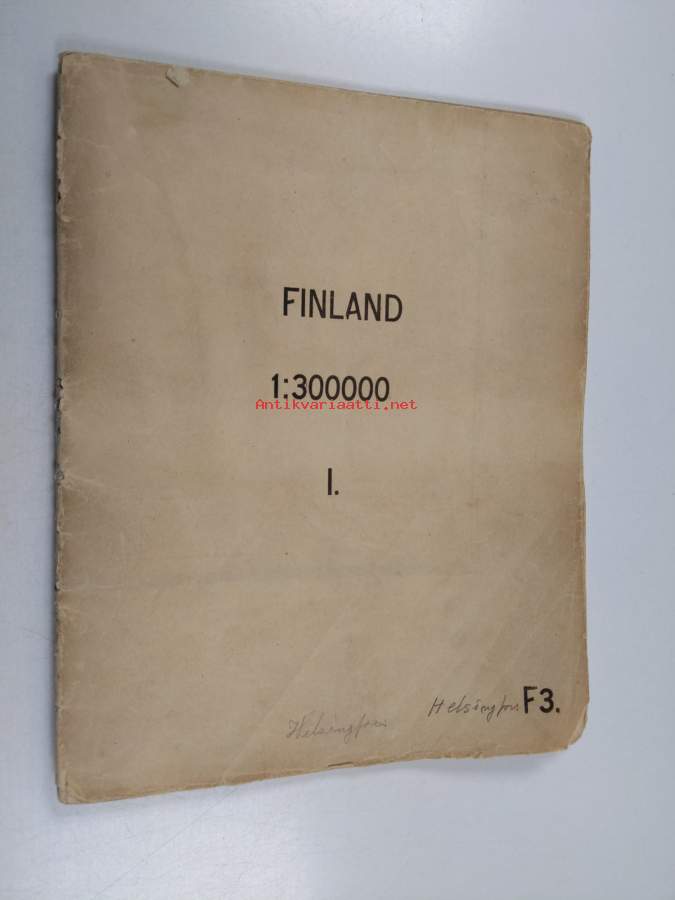 FINLAND
1:300000
Antikvariaatti.net
I.
Helsingfors F3.
Helsingfors